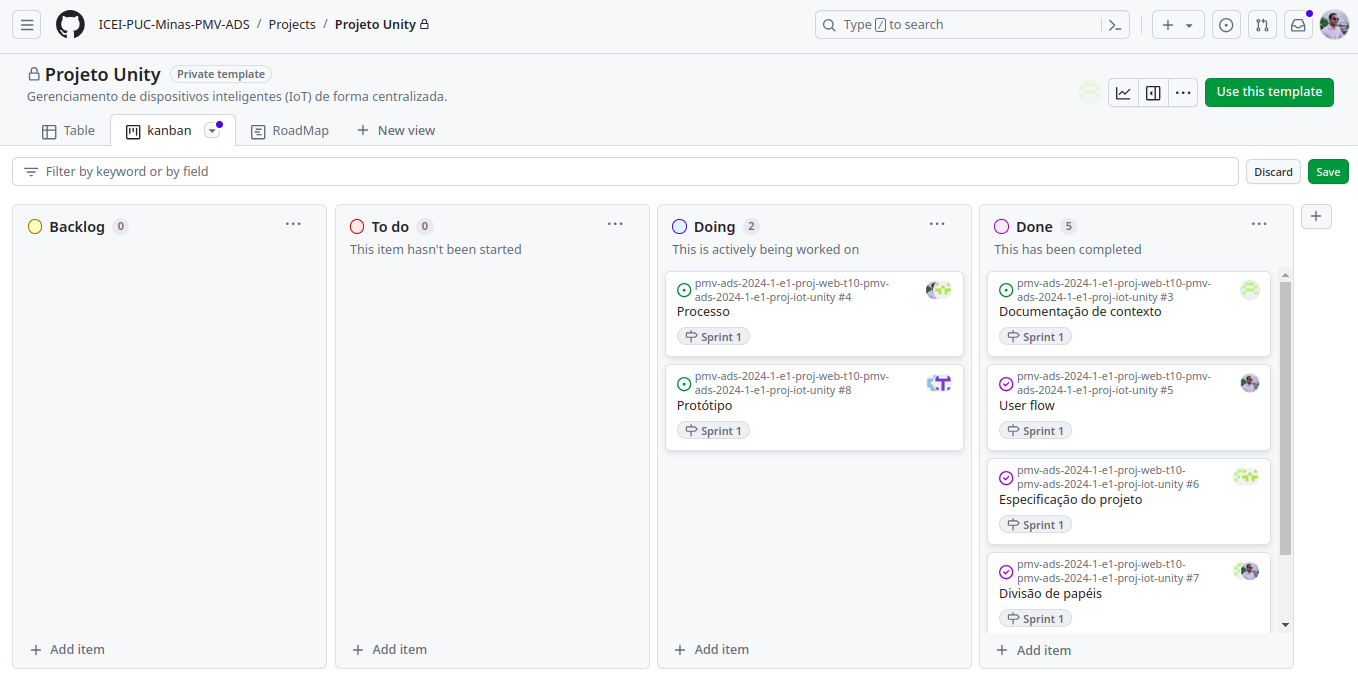 ICEI-PUC-Minas-PMV-ADS / Projects / Projeto Unity
Type / to search
Projeto Unity Private template
Gerenciamento de dispositivos inteligentes (IoT) de forma centralizada.
Use this template
Table kanban RoadMap + New view
Filter by keyword or by field
Discard Save
Backlog 0
Add item
To do 0
This item hasn't been started
Add item
Doing 2
This is actively being worked on
pmv-ads-2024-1-e1-proj-web-t10-pmv-
ads-2024-1-e1-proj-iot-unity #4
Processo
Sprint 1
pmv-ads-2024-1-e1-proj-web-t10-pmv-
ads-2024-1-e1-proj-iot-unity #8
Protótipo
Sprint 1
Add item
Done 5
This has been completed
pmv-ads-2024-1-e1-proj-web-t10-pmv-
ads-2024-1-e1-proj-iot-unity #3
Documentação de contexto
Sprint 1
pmv-ads-2024-1-e1-proj-web-t10-pmv-
ads-2024-1-e1-proj-iot-unity #5
User flow
Sprint 1
pmv-ads-2024-1-e1-proj-web-t10-
pmv-ads-2024-1-e1-proj-iot-unity #6
Especificação do projeto
Sprint 1
pmv-ads-2024-1-e1-proj-web-t10-
pmv-ads-2024-1-e1-proj-iot-unity #7
Divisão de papéis
Sprint 1
Add item